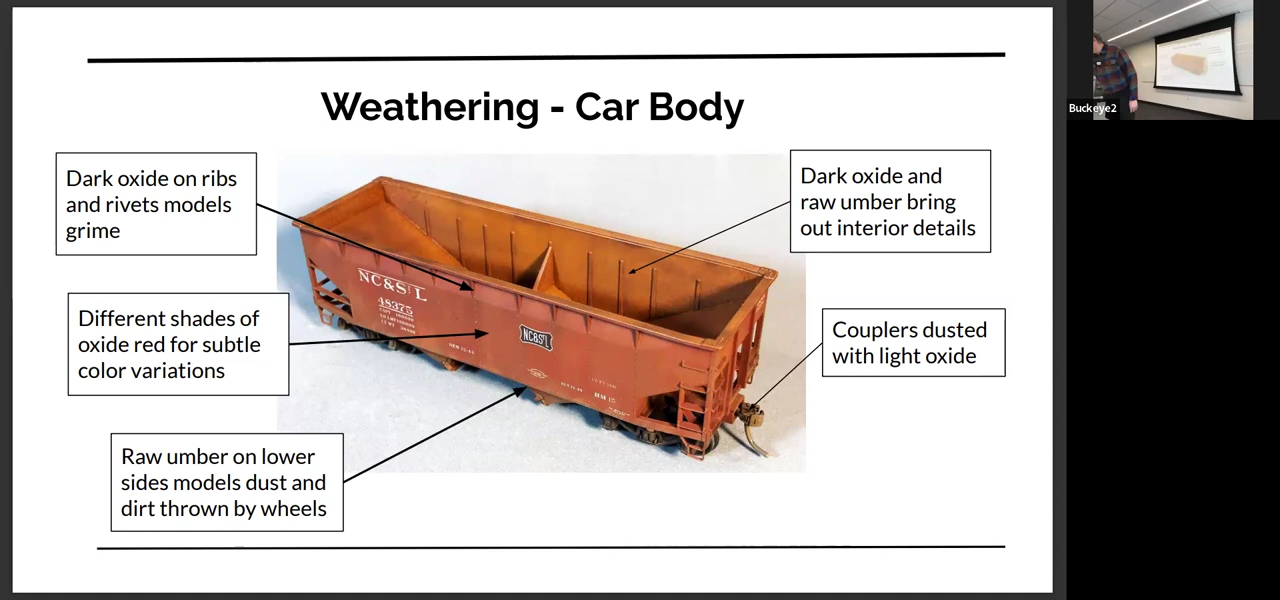 Weathering - Car Body
Dark oxide on ribs
and rivets models
grime
Dark oxide and
raw umber bring
out interior details
Different shades of
oxide red for subtle
color variations
Couplers dusted
with light oxide
Raw umber on lower
sides models dust and
dirt thrown by wheels
NC&StL
48375
NC&StL
Buckeye2